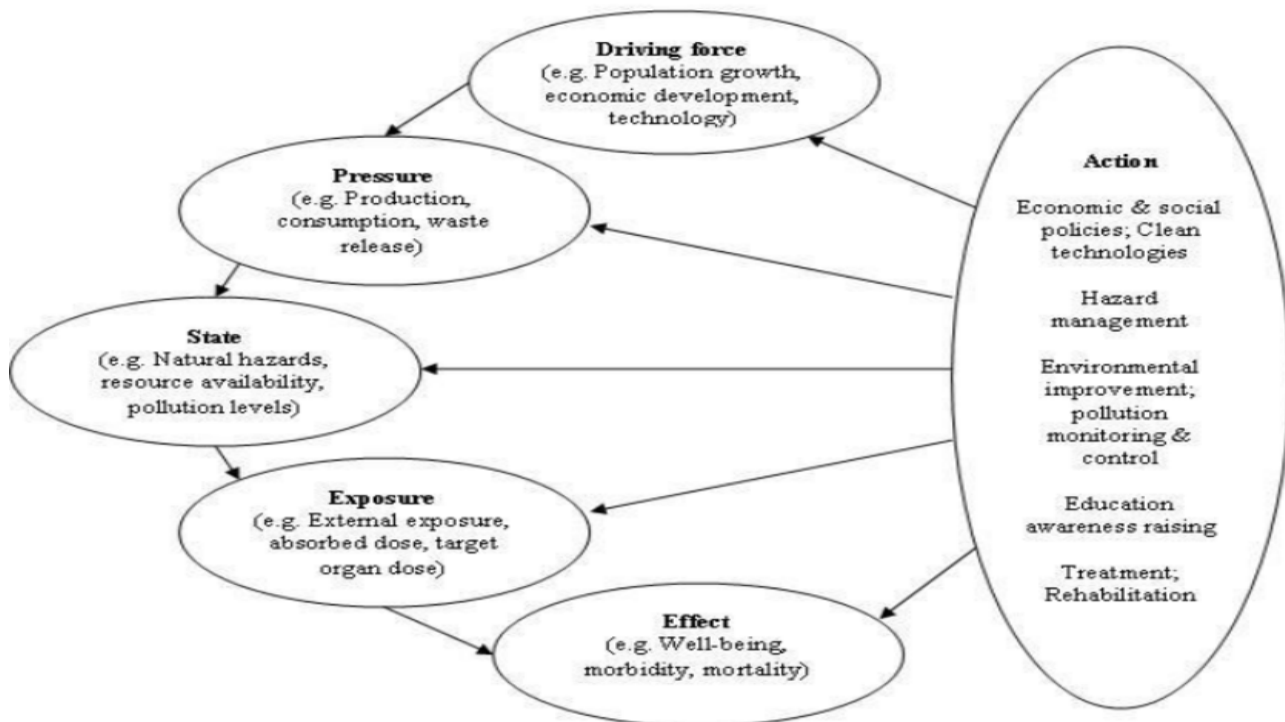 Driving force
(e.g. Population growth,
economic development,
technology)
Pressure
(e.g. Production,
consumption, waste
release)
State
(e.g. Natural hazards,
resource availability,
pollution levels)
Exposure
(e.g. External exposure,
absorbed dose, target
organ dose)
Effect
(e.g. Well-being,
morbidity, mortality)
Action
Economic & social
policies; Clean
technologies
Hazard
management
Environmental
improvement;
pollution
monitoring &
control
Education
awareness raising
Treatment;
Rehabilitation